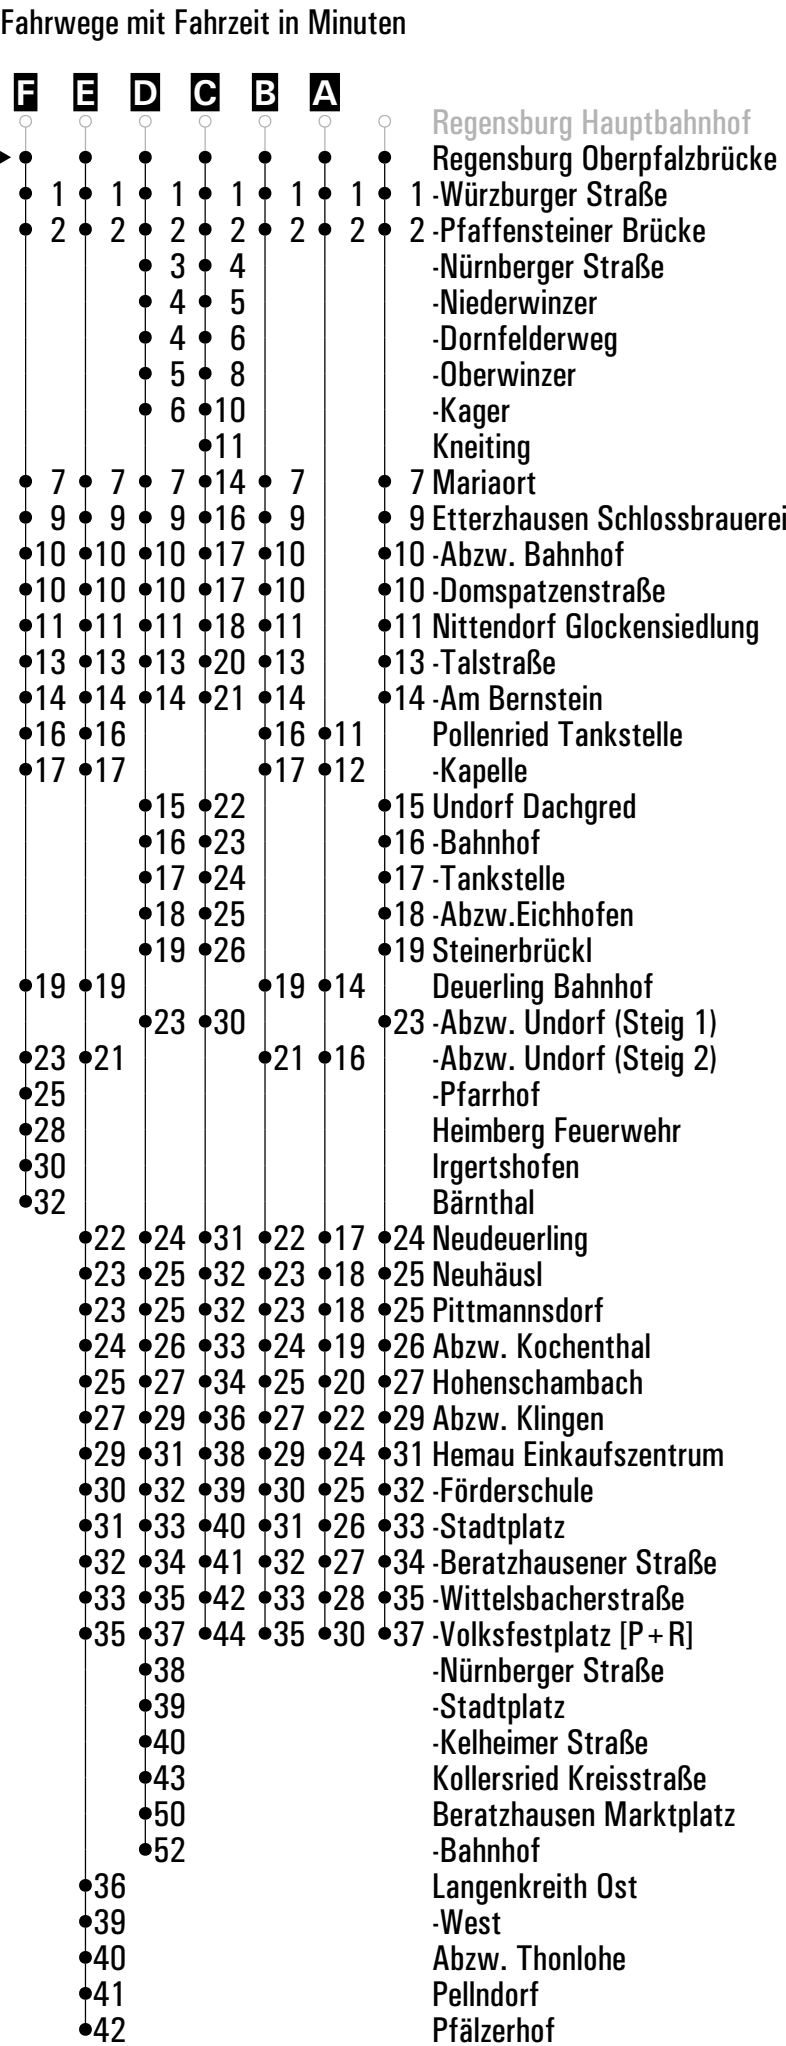 Fahrwege mit Fahrzeit in Minuten
F E D C B A
Regensburg Hauptbahnhof
Regensburg Oberpfalzbrücke
1 1 1 1 1 1 1 -Würzburger Straße
2 2 2 2 2 2 2 -Pfaffensteiner Brücke
3 4 -Nürnberger Straße
4 5 -Niederwinzer
4 6 -Dornfelderweg
5 8 -Oberwinzer
6 10 -Kager
11 Kneiting
7 7 7 14 7 7 Mariaort
9 9 9 16 9 9 Etterzhausen Schlossbrauerei
10 10 10 17 10 10 -Abzw. Bahnhof
10 10 10 17 10 10 -Domspatzenstraße
11 11 11 18 11 11 Nittendorf Glockensiedlung
13 13 13 20 13 13 -Talstraße
14 14 14 21 14 14 -Am Bernstein
16 16 16 11 Pollenried Tankstelle
17 17 17 12 -Kapelle
15 22 15 Undorf Dachgred
16 23 16 -Bahnhof
17 24 17 -Tankstelle
18 25 18 -Abzw.Eichhofen
19 26 19 Steinerbrückl
19 19 19 14 Deuerling Bahnhof
23 30 23 -Abzw. Undorf (Steig 1)
23 21 21 16 -Abzw. Undorf (Steig 2)
25 -Pfarrhof
28 Heimberg Feuerwehr
30 Irgertshofen
32 Bärnthal
22 24 31 22 17 24 Neudeuerling
23 25 32 23 18 25 Neuhäusl
23 25 32 23 18 25 Pittmannsdorf
24 26 33 24 19 26 Abzw. Kochenthal
25 27 34 25 20 27 Hohenschambach
27 29 36 27 22 29 Abzw. Klingen
29 31 38 29 24 31 Hemau Einkaufszentrum
30 32 39 30 25 32 -Förderschule
31 33 40 31 26 33 -Stadtplatz
32 34 41 32 27 34 -Beratzhausener Straße
33 35 42 33 28 35 -Wittelsbacherstraße
35 37 44 35 30 37 -Volksfestplatz [P+R]
38 -Nürnberger Straße
39 -Stadtplatz
40 -Kelheimer Straße
43 Kollersried Kreisstraße
50 Beratzhausen Marktplatz
52 -Bahnhof
36 Langenkreith Ost
39 -West
40 Abzw. Thonlohe
41 Pellndorf
42 Pfälzerhof